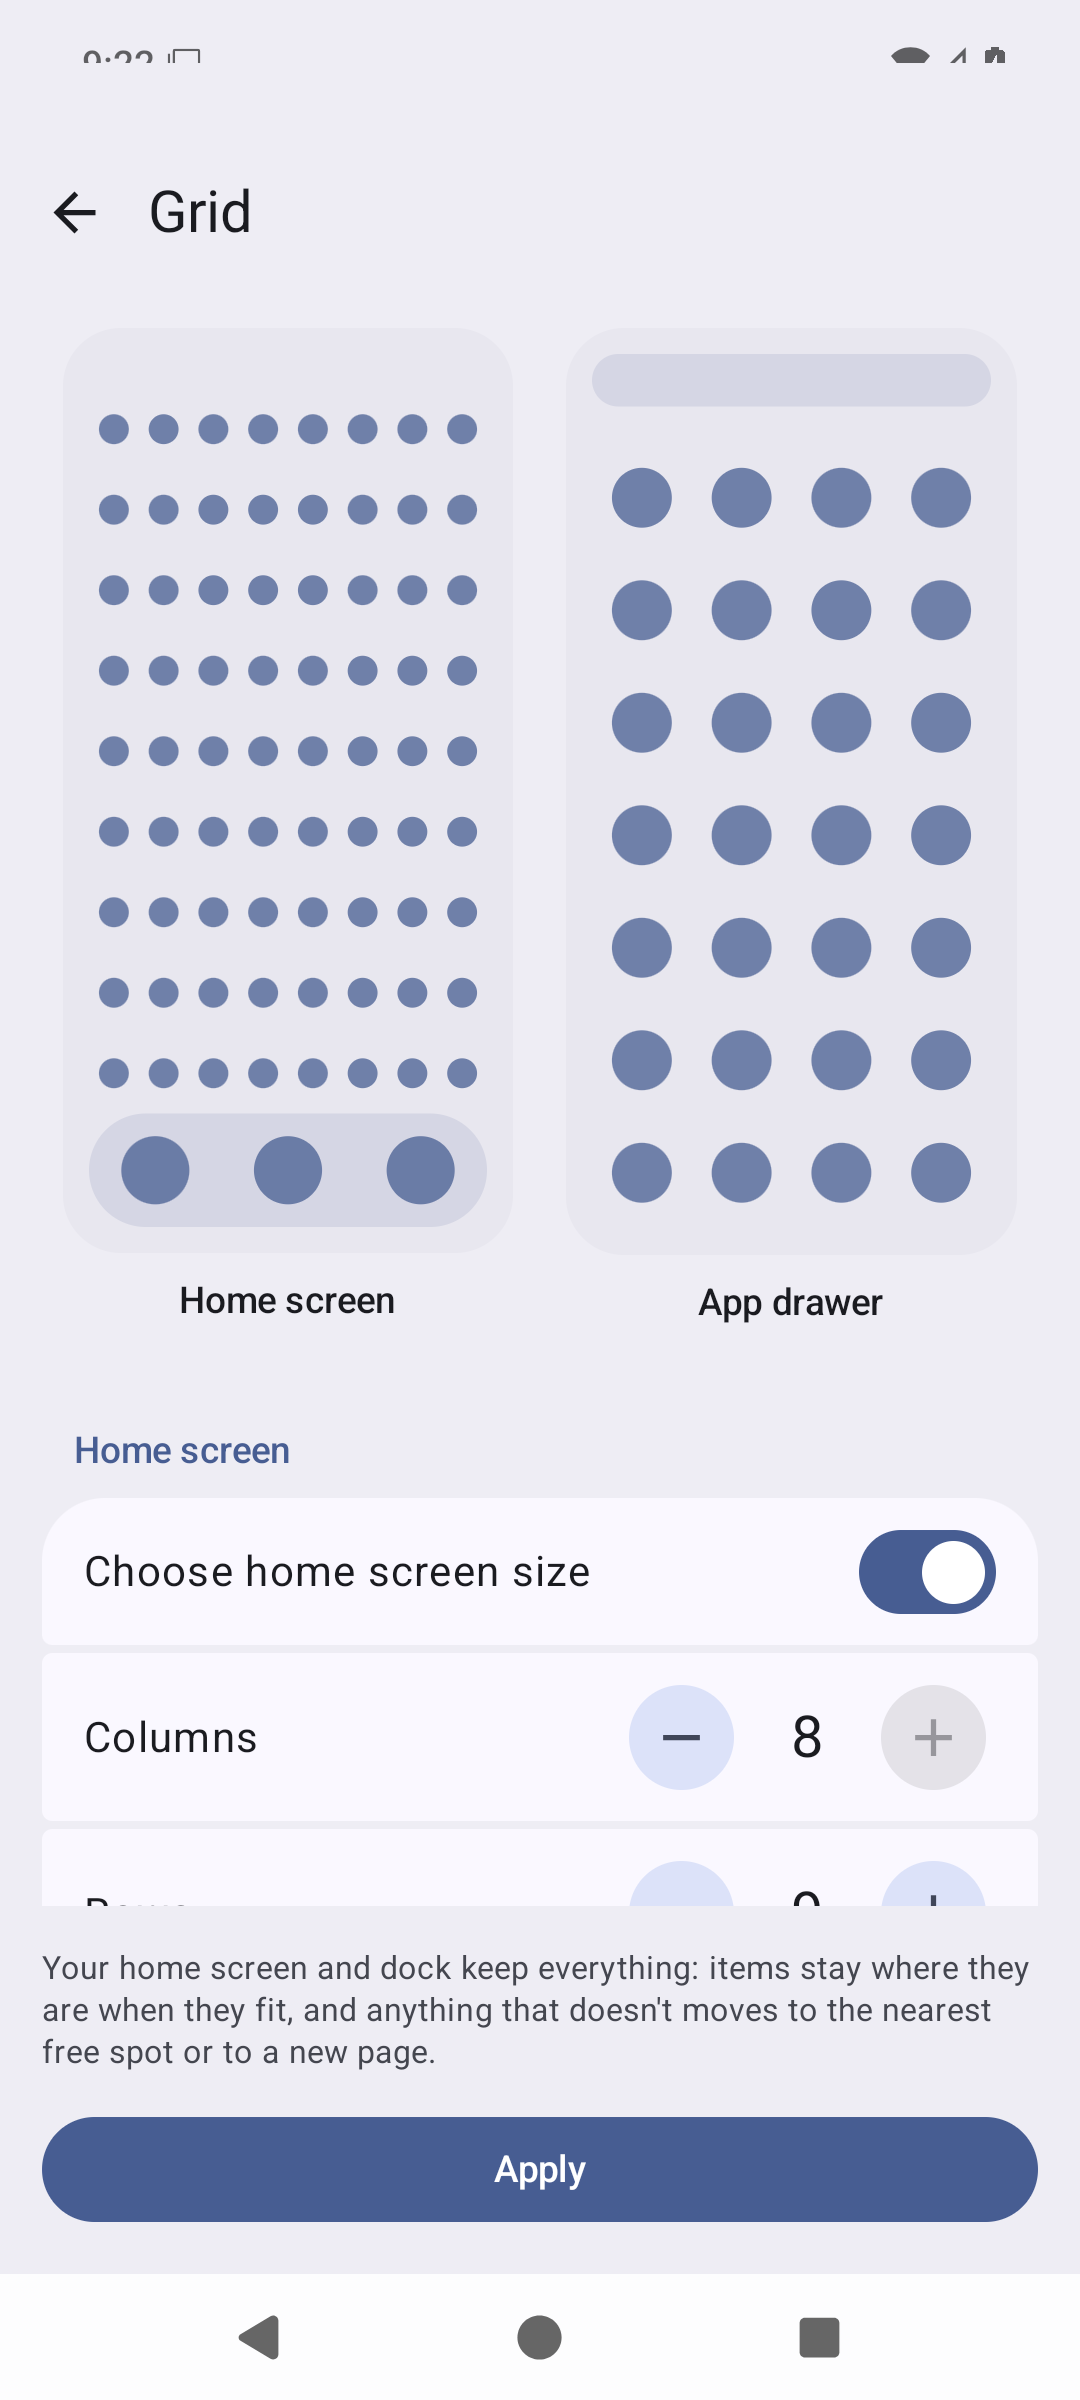 Grid
Home screen
App drawer
Home screen
Choose home screen size
Columns
8
Your home screen and dock keep everything: items stay where they
are when they fit, and anything that doesn't moves to the nearest
free spot or to a new page.
Apply